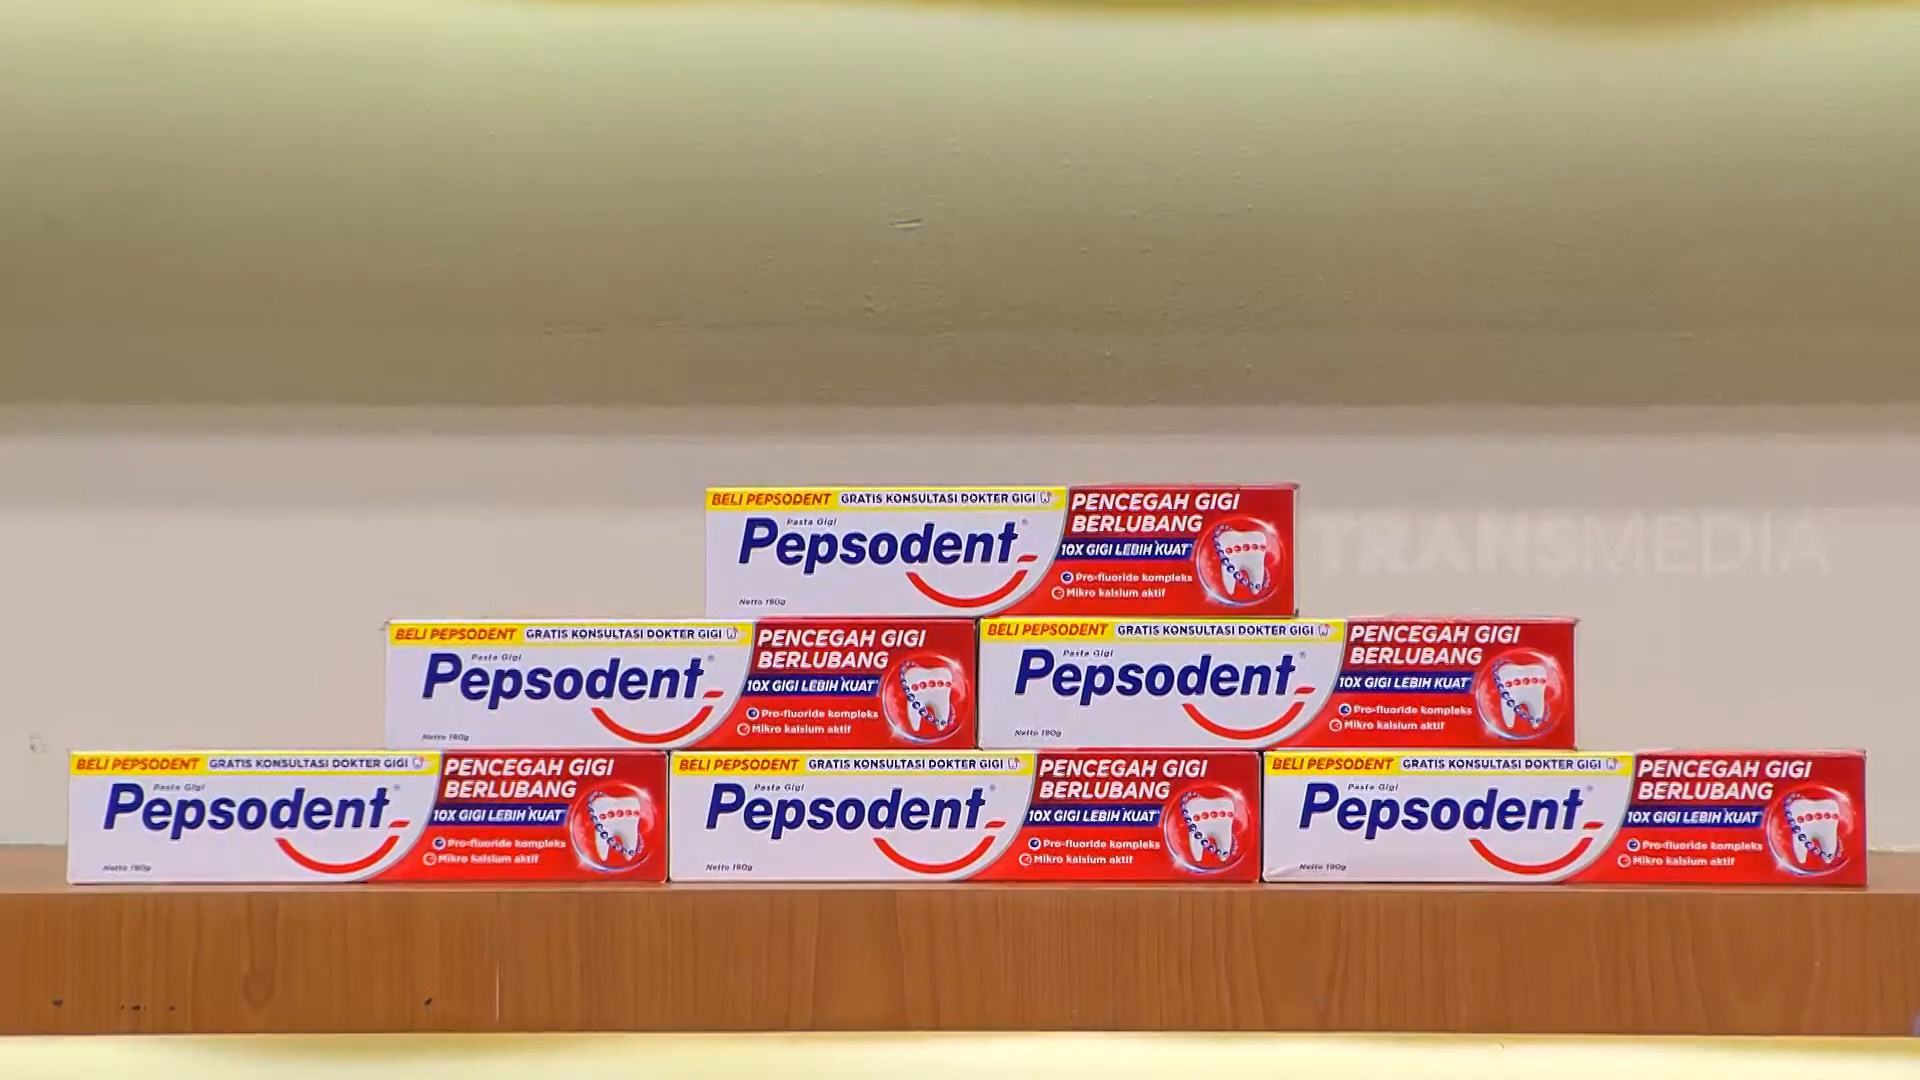 BELI PEPSODENT GRATIS KONSULTASI DOKTER GIGI
Pasta Gigi
Pepsodent
Netto 190g
PENCEGAH GIGI
BERLUBANG
10X GIGI LEBIH KUAT
Pro-fluoride kompleks
Mikro kalsium aktif
TRANSMEDIA
BELI PEPSODENT GRATIS KONSULTASI DOKTER GIGI
Pasta Gigi
Pepsodent
Netto 190g
PENCEGAH GIGI
BERLUBANG
10X GIGI LEBIH KUAT
Pro-fluoride kompleks
Mikro kalsium aktif
BELI PEPSODENT GRATIS KONSULTASI DOKTER GIGI
Pasta Gigi
Pepsodent
Netto 190g
PENCEGAH GIGI
BERLUBANG
10X GIGI LEBIH KUAT
Pro-fluoride kompleks
Mikro kalsium aktif
BELI PEPSODENT GRATIS KONSULTASI DOKTER GIGI
Pasta Gigi
Pepsodent
Netto 190g
PENCEGAH GIGI
BERLUBANG
10X GIGI LEBIH KUAT
Pro-fluoride kompleks
Mikro kalsium aktif
BELI PEPSODENT GRATIS KONSULTASI DOKTER GIGI
Pasta Gigi
Pepsodent
Netto 190g
PENCEGAH GIGI
BERLUBANG
10X GIGI LEBIH KUAT
Pro-fluoride kompleks
Mikro kalsium aktif
BELI PEPSODENT GRATIS KONSULTASI DOKTER GIGI
Pasta Gigi
Pepsodent
Netto 190g
PENCEGAH GIGI
BERLUBANG
10X GIGI LEBIH KUAT
Pro-fluoride kompleks
Mikro kalsium aktif